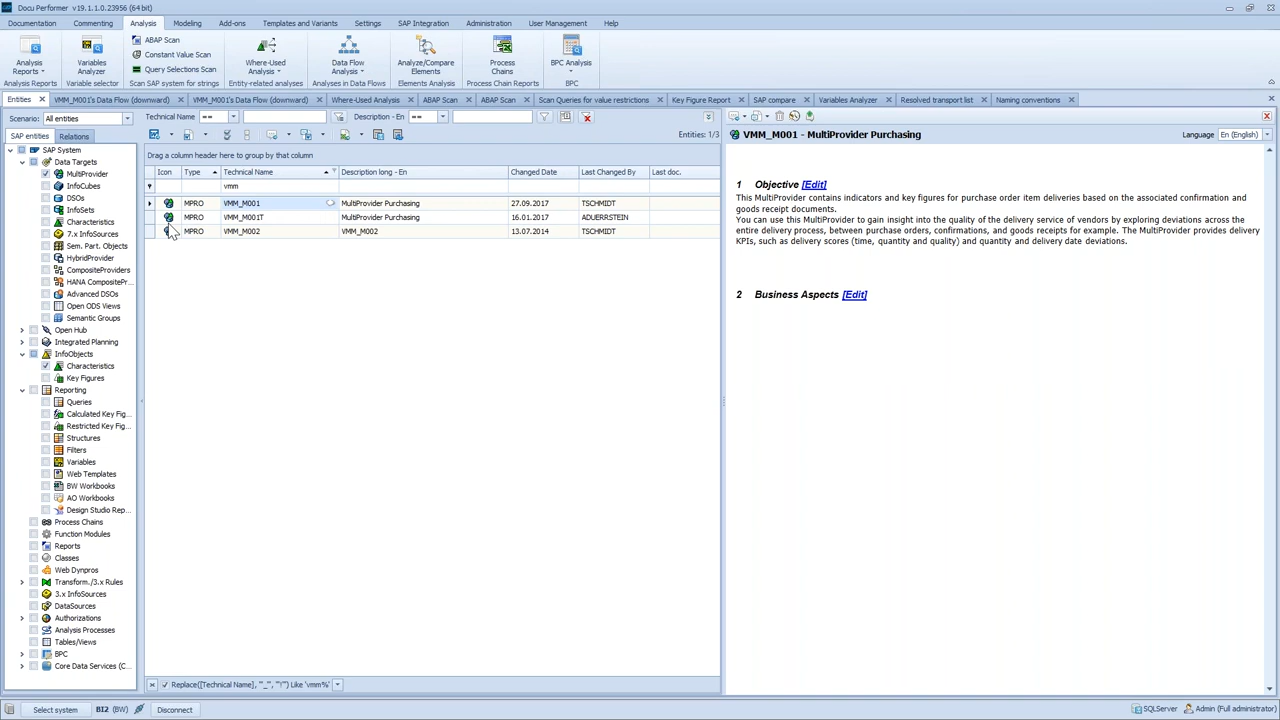 Docu Performer v19.1.1.0.23956 (64 bit)
Documentation Commenting Analysis Modeling Add-ons Templates and Variants Settings SAP Integration Administration User Management Help
Analysis Reports
Variables Analyzer
ABAP Scan
Constant Value Scan
Query Selections Scan
Where-Used Analysis
Data Flow Analysis
Analyze/Compare Elements
Process Chains
BPC Analysis
Analysis Reports Variable selector Scan SAP system for strings Entity-related analyses Analyses in Data Flows Elements Analysis Process Chain Reports BPC
Entities VMM_M001's Data Flow (downward) VMM_M001's Data Flow (downward) Where-Used Analysis ABAP Scan ABAP Scan Scan Queries for value restrictions Key Figure Report SAP compare Variables Analyzer Resolved transport list Naming conventions
Scenario: All entities
SAP entities Relations
SAP System
Data Targets
MultiProvider
InfoCubes
DSOs
InfoSets
Characteristics
7.x InfoSources
Sem. Part. Objects
HybridProvider
CompositeProviders
HANA CompositePr...
Advanced DSOs
Open ODS Views
Semantic Groups
Open Hub
Integrated Planning
InfoObjects
Characteristics
Key Figures
Reporting
Queries
Calculated Key Fig...
Restricted Key Fig...
Structures
Filters
Variables
Web Templates
BW Workbooks
AO Workbooks
Design Studio Rep...
Process Chains
Function Modules
Reports
Classes
Web Dynpros
Transform./3.x Rules
3.x InfoSources
DataSources
Authorizations
Analysis Processes
Tables/Views
BPC
Core Data Services (C...
Technical Name == Description - En ==
Entities: 1/3
Drag a column header here to group by that column
Icon Type Technical Name Description long - En Changed Date Last Changed By Last doc.
vmm
MPRO VMM_M001 MultiProvider Purchasing 27.09.2017 TSCHMIDT
MPRO VMM_M001T MultiProvider Purchasing 16.01.2017 ADUERRSTEIN
MPRO VMM_M002 VMM_M002 13.07.2014 TSCHMIDT
Replace([Technical Name], '"_"', '"!"') Like 'vmm%'
VMM_M001 - MultiProvider Purchasing
Language En (English)
1 Objective [Edit]
This MultiProvider contains indicators and key figures for purchase order item deliveries based on the associated confirmation and
goods receipt documents.
You can use this MultiProvider to gain insight into the quality of the delivery service of vendors by exploring deviations across the
entire delivery process, between purchase orders, confirmations, and goods receipts for example. The MultiProvider provides delivery
KPIs, such as delivery scores (time, quantity and quality) and quantity and delivery date deviations.
2 Business Aspects [Edit]
Select system BI2 (BW) Disconnect
SQLServer Admin (Full administrator)